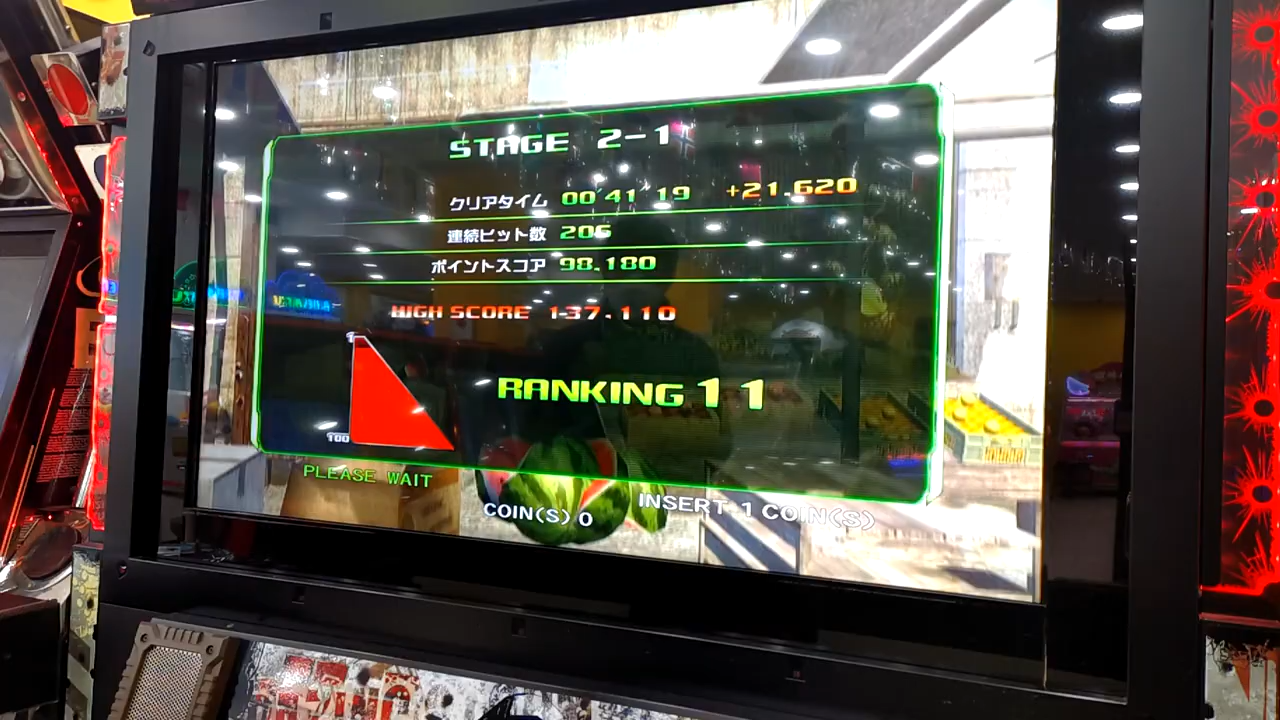 STAGE 2-1
クリアタイム 00'41"19 +21,620
連続ヒット数 206
ポイントスコア 98,180
HIGH SCORE 137,110
RANKING 11
1
100
PLEASE WAIT
COIN(S) 0
INSERT 1 COIN(S)